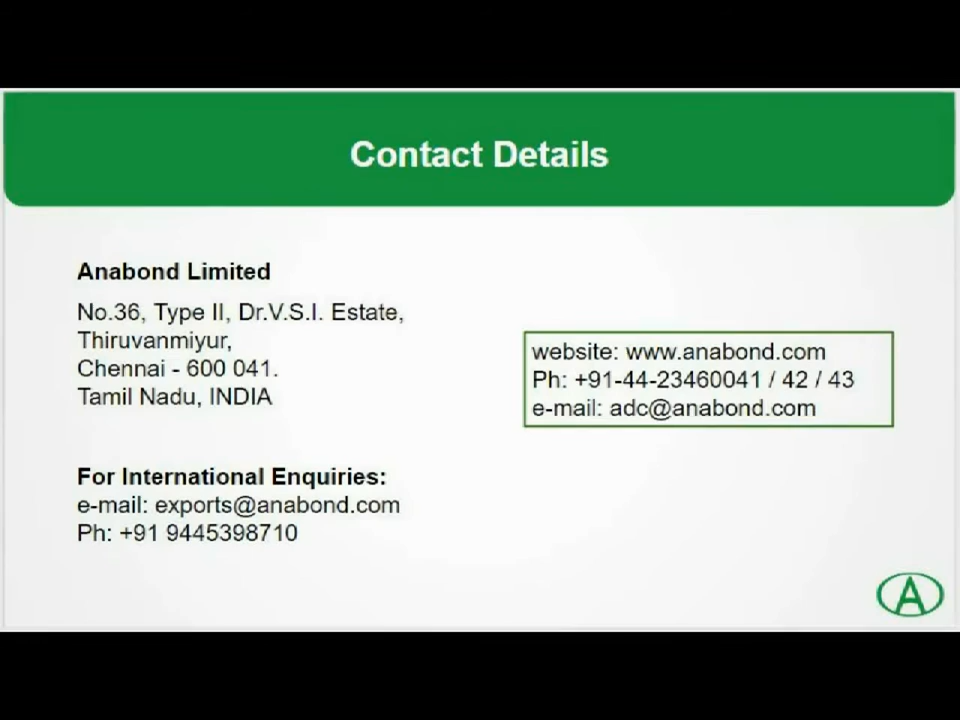 Contact Details
Anabond Limited
No.36, Type II, Dr.V.S.I. Estate,
Thiruvanmiyur,
Chennai - 600 041.
Tamil Nadu, INDIA
website: www.anabond.com
Ph: +91-44-23460041 / 42 / 43
e-mail: adc@anabond.com
For International Enquiries:
e-mail: exports@anabond.com
Ph: +91 9445398710
A